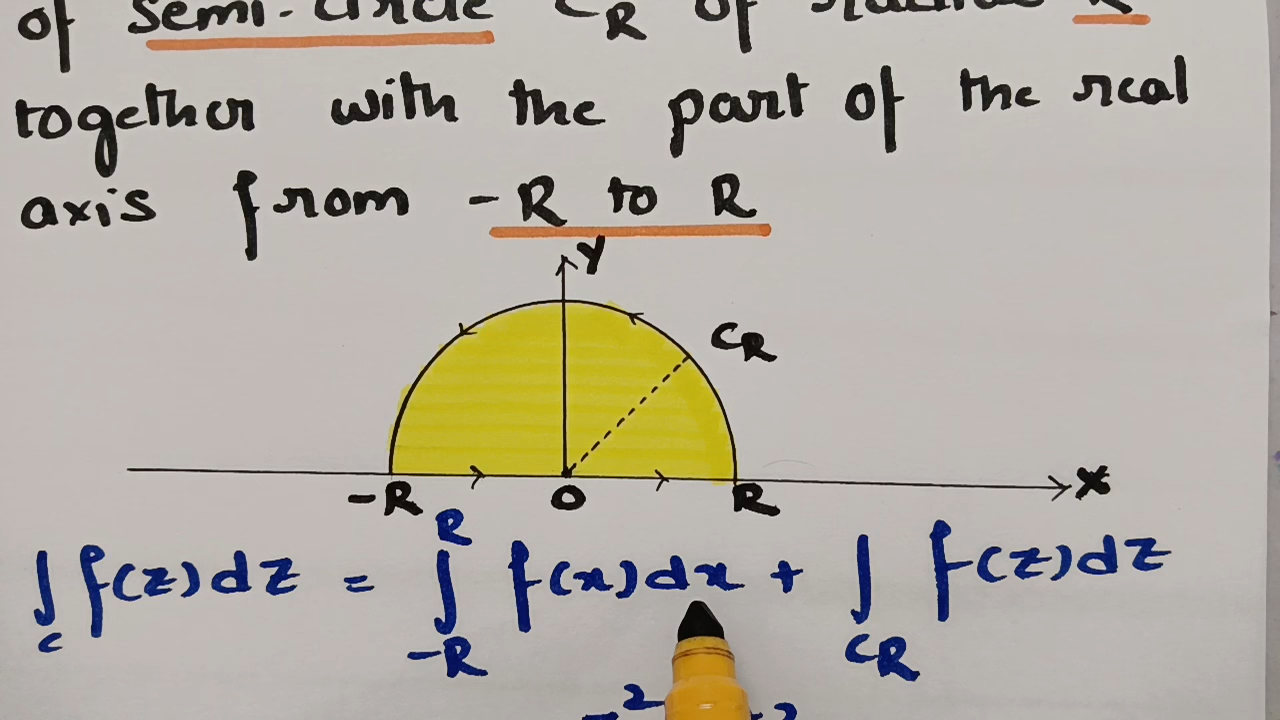 of semi-circle C_R of radius R
together with the part of the real
axis from -R to R
Y
C_R
X
-R O R
∫_C f(z)dz = ∫_{-R}^{R} f(x)dx + ∫_{C_R} f(z)dz